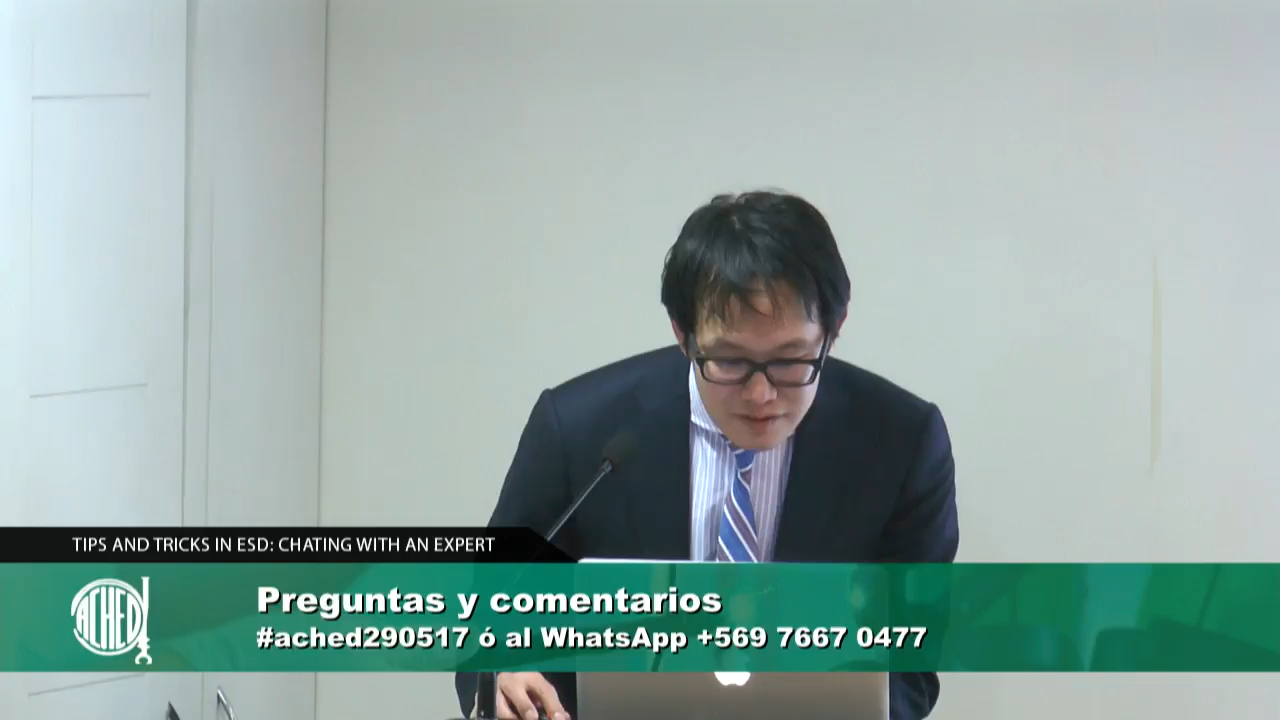 TIPS AND TRICKS IN ESD: CHATING WITH AN EXPERT
ACHED
Preguntas y comentarios
#ached290517 ó al WhatsApp +569 7667 0477